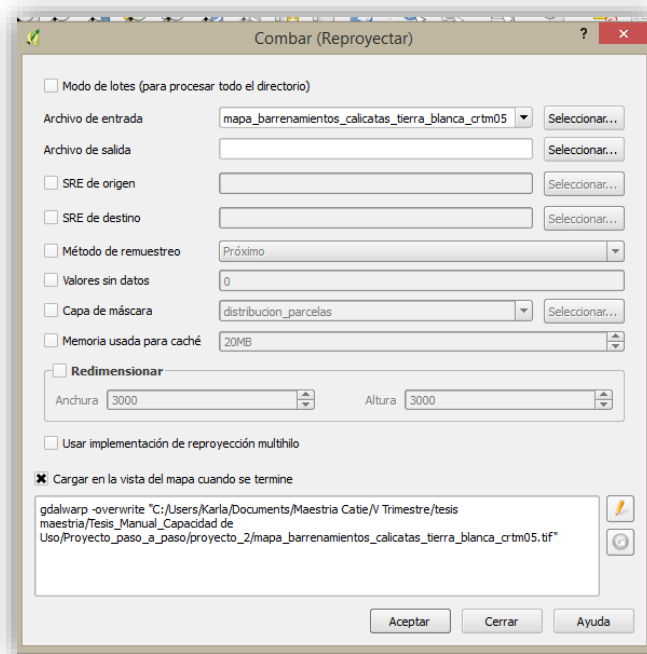 Combar (Reproyectar)
?
×
Modo de lotes (para procesar todo el directorio)
Archivo de entrada mapa_barrenamientos_calicatas_tierra_blanca_crtm05 Seleccionar...
Archivo de salida Seleccionar...
SRE de origen Seleccionar...
SRE de destino Seleccionar...
Método de remuestreo Próximo
Valores sin datos 0
Capa de máscara distribucion_parcelas Seleccionar...
Memoria usada para caché 20MB
Redimensionar
Anchura 3000 Altura 3000
Usar implementación de reproyección multihilo
Cargar en la vista del mapa cuando se termine
gdalwarp -overwrite "C:/Users/Karla/Documents/Maestria Catie/V Trimestre/tesis
maestria/Tesis_Manual_Capacidad de
Uso/Proyecto_paso_a_paso/proyecto_2/mapa_barrenamientos_calicatas_tierra_blanca_crtm05.tif"
Aceptar Cerrar Ayuda